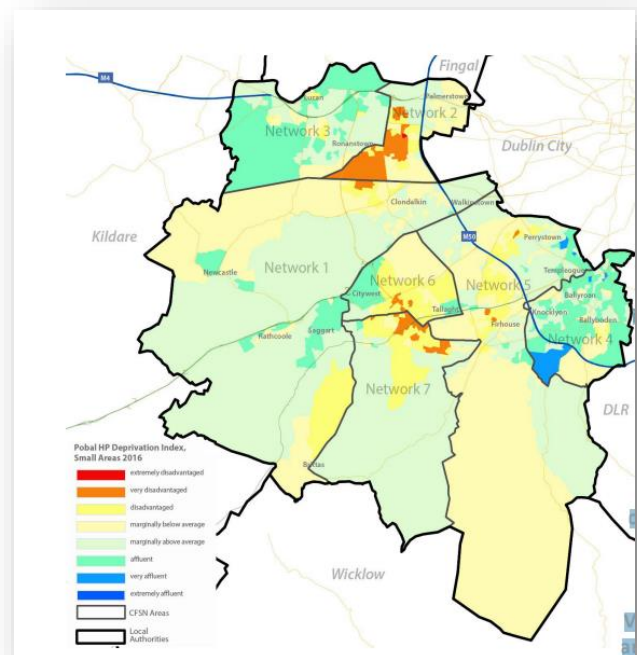 Fingal
M4
Lucan
Palmerstown
Network 2
Network 3
Ronanstown
Dublin City
Clondalkin
Walkinstown
Kildare
M50
Perrystown
Newcastle
Network 1
Network 6
Templeogue
Citywest
Network 5
Ballyroan
Tallaght
Knocklyon
Ballyboden
Rathcoole
Saggart
Firhouse
Network 4
Network 7
DLR
Brittas
Wicklow
Pobal HP Deprivation Index,
Small Areas 2016
extremely disadvantaged
very disadvantaged
disadvantaged
marginally below average
marginally above average
affluent
very affluent
extremely affluent
CFSN Areas
Local
Authorities